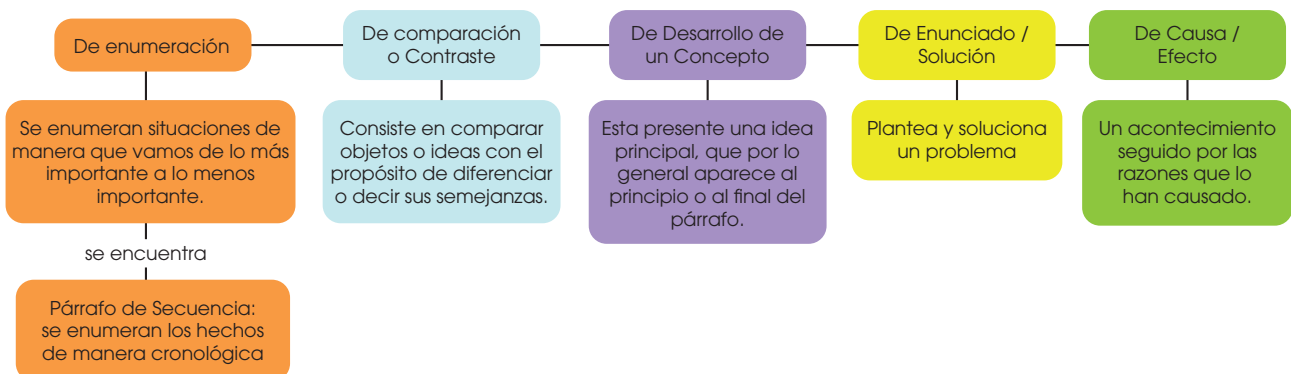 De enumeración
De comparación
o Contraste
De Desarrollo de
un Concepto
De Enunciado /
Solución
De Causa /
Efecto
Se enumeran situaciones de
manera que vamos de lo más
importante a lo menos
importante.
Consiste en comparar
objetos o ideas con el
propósito de diferenciar
o decir sus semejanzas.
Esta presente una idea
principal, que por lo
general aparece al
principio o al final del
párrafo.
Plantea y soluciona
un problema
Un acontecimiento
seguido por las
razones que lo
han causado.
se encuentra
Párrafo de Secuencia:
se enumeran los hechos
de manera cronológica